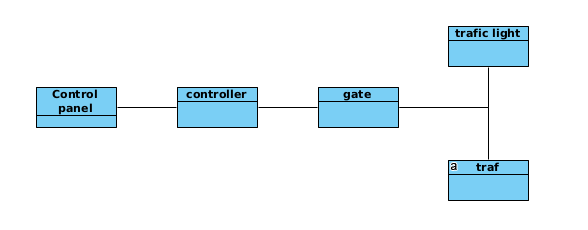 trafic light
Control
panel
controller
gate
a traf